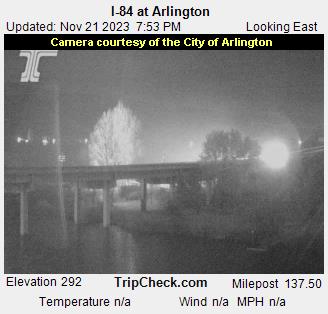 I-84 at Arlington
Updated: Nov 21 2023 7:53 PM Looking East
Camera courtesy of the City of Arlington
Elevation 292 TripCheck.com Milepost 137.50
Temperature n/a Wind n/a MPH n/a